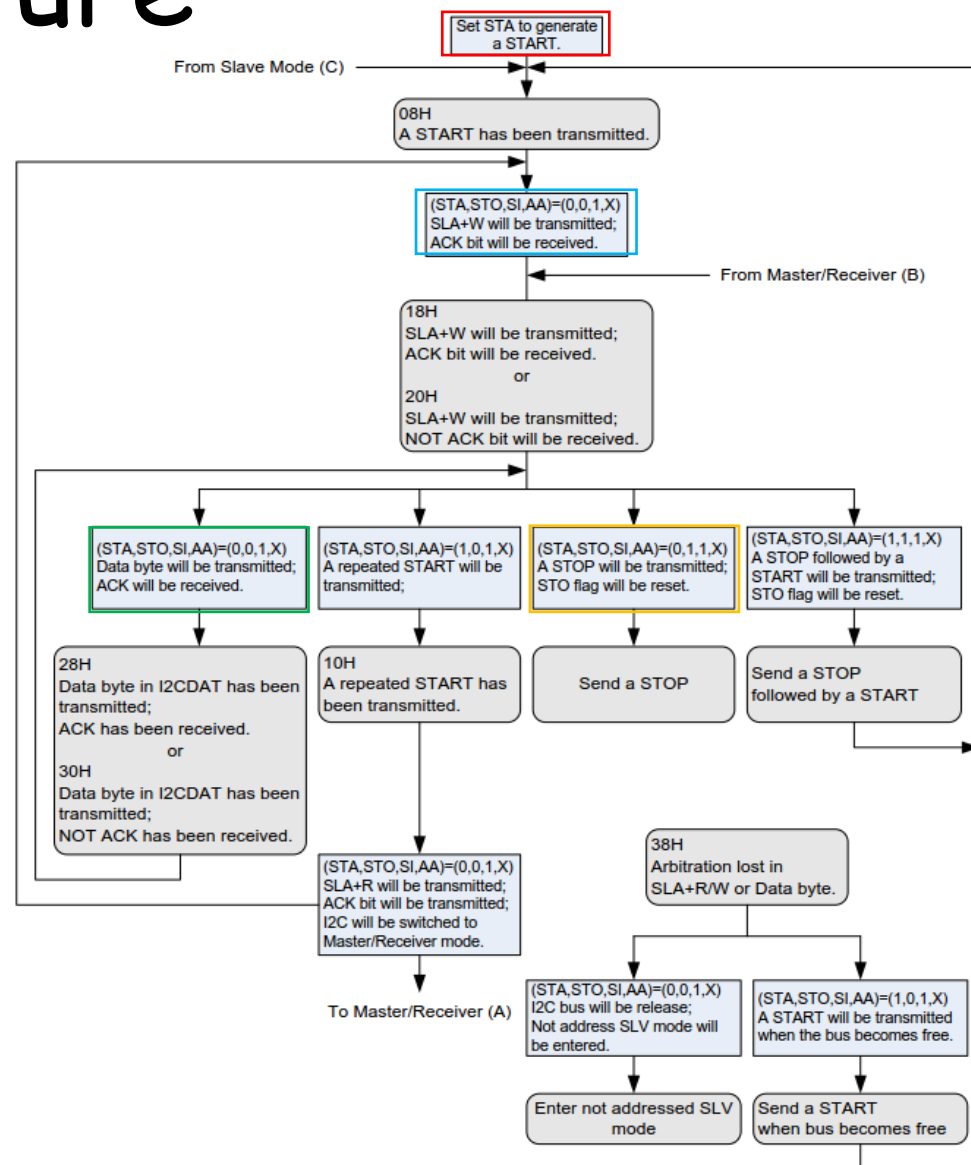 Set STA to generate
a START.
From Slave Mode (C)
08H
A START has been transmitted.
(STA,STO,SI,AA)=(0,0,1,X)
SLA+W will be transmitted;
ACK bit will be received.
From Master/Receiver (B)
18H
SLA+W will be transmitted;
ACK bit will be received.
or
20H
SLA+W will be transmitted;
NOT ACK bit will be received.
(STA,STO,SI,AA)=(0,0,1,X)
Data byte will be transmitted;
ACK will be received.
(STA,STO,SI,AA)=(1,0,1,X)
A repeated START will be
transmitted;
(STA,STO,SI,AA)=(0,1,1,X)
A STOP will be transmitted;
STO flag will be reset.
(STA,STO,SI,AA)=(1,1,1,X)
A STOP followed by a
START will be transmitted;
STO flag will be reset.
28H
Data byte in I2CDAT has been
transmitted;
ACK has been received.
or
30H
Data byte in I2CDAT has been
transmitted;
NOT ACK has been received.
10H
A repeated START has
been transmitted.
Send a STOP
Send a STOP
followed by a START
(STA,STO,SI,AA)=(0,0,1,X)
SLA+R will be transmitted;
ACK bit will be transmitted;
I2C will be switched to
Master/Receiver mode.
To Master/Receiver (A)
38H
Arbitration lost in
SLA+R/W or Data byte.
(STA,STO,SI,AA)=(0,0,1,X)
I2C bus will be release;
Not address SLV mode will
be entered.
(STA,STO,SI,AA)=(1,0,1,X)
A START will be transmitted
when the bus becomes free.
Enter not addressed SLV
mode
Send a START
when bus becomes free